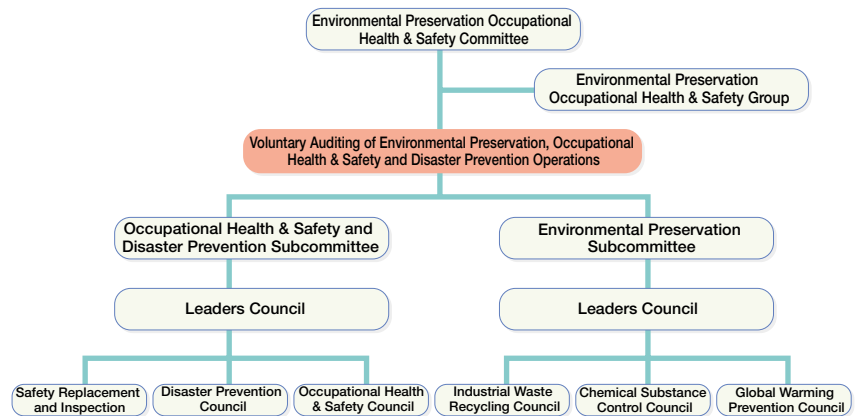 Environmental Preservation Occupational
Health & Safety Committee
Environmental Preservation
Occupational Health & Safety Group
Voluntary Auditing of Environmental Preservation, Occupational
Health & Safety and Disaster Prevention Operations
Occupational Health & Safety and
Disaster Prevention Subcommittee
Environmental Preservation
Subcommittee
Leaders Council
Leaders Council
Safety Replacement
and Inspection
Disaster Prevention
Council
Occupational Health
& Safety Council
Industrial Waste
Recycling Council
Chemical Substance
Control Council
Global Warming
Prevention Council